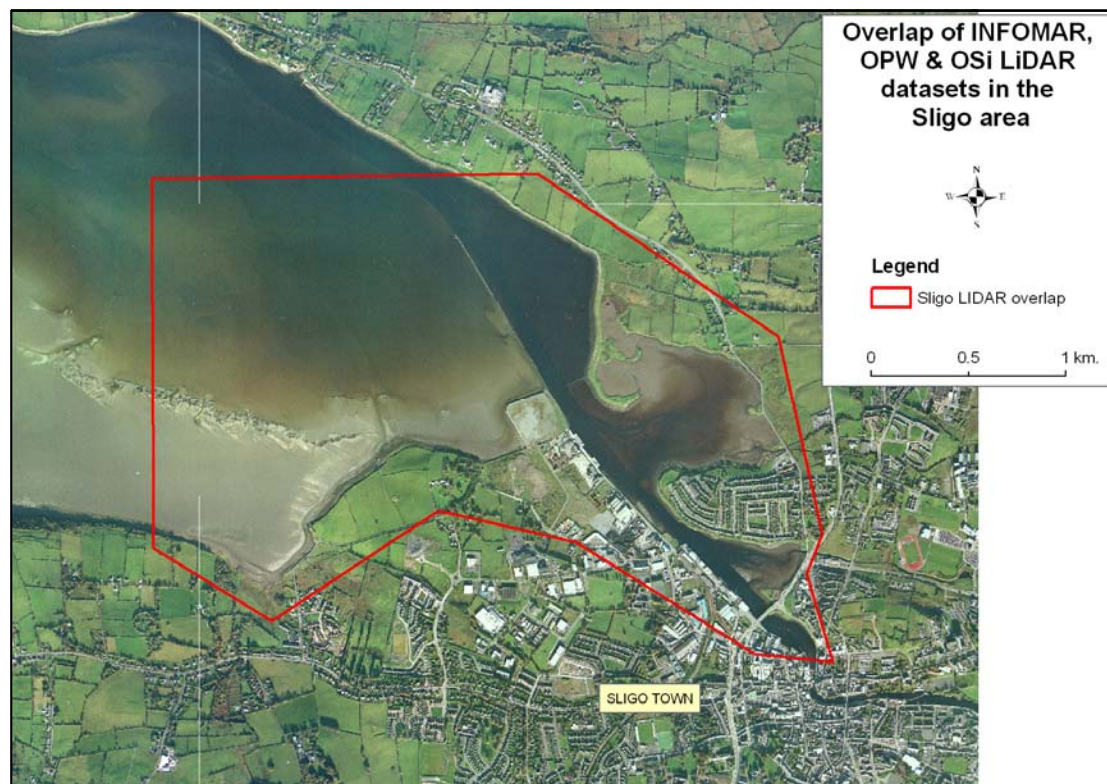 Overlap of INFOMAR,
OPW & OSi LiDAR
datasets in the
Sligo area
N
W E
S
Legend
Sligo LIDAR overlap
0 0.5 1 km.
SLIGO TOWN